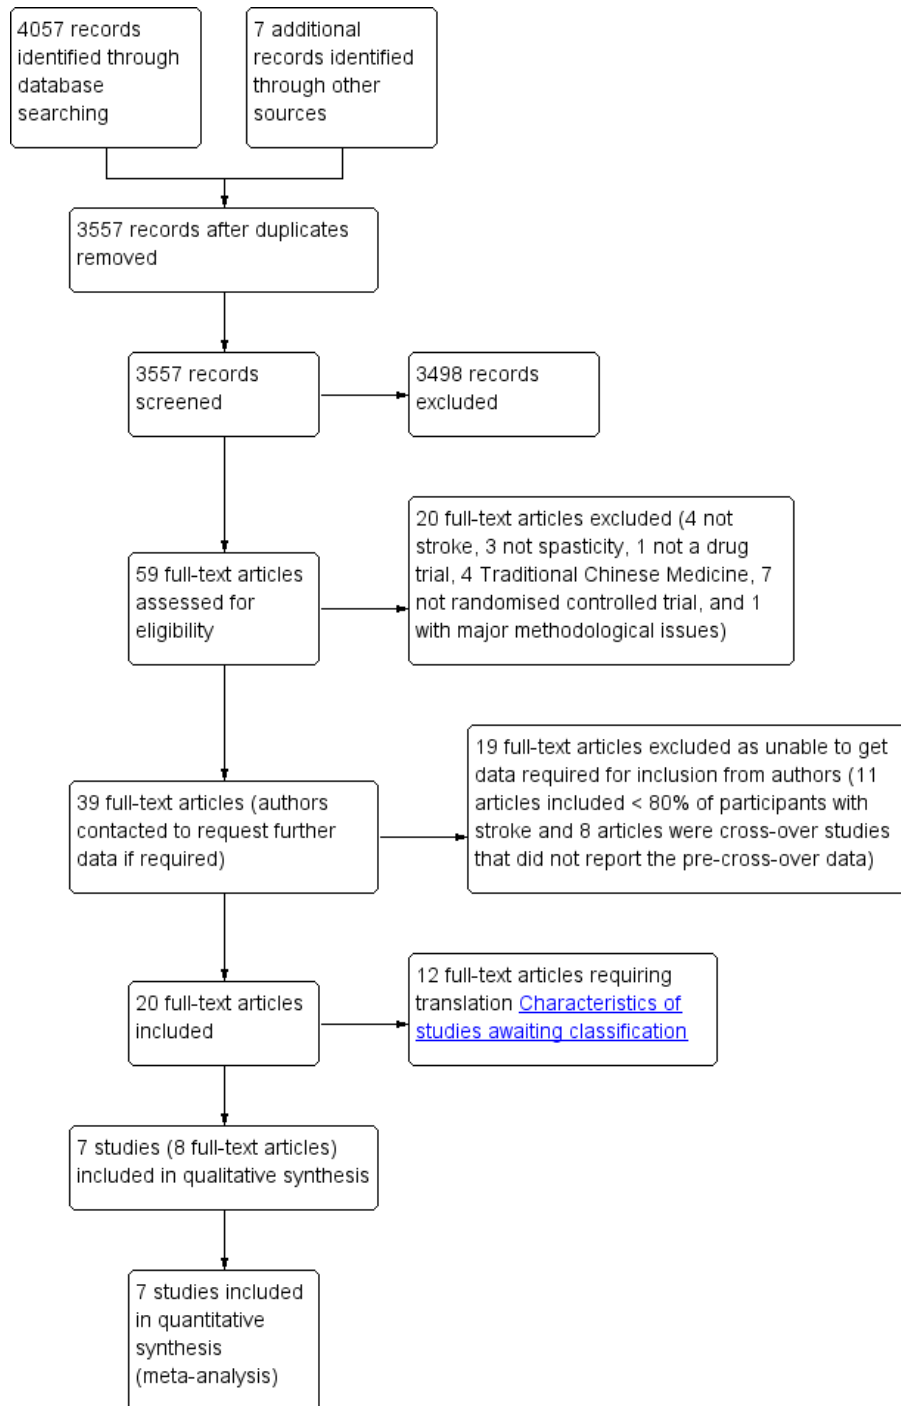 4057 records
identified through
database
searching
7 additional
records identified
through other
sources
3557 records after duplicates
removed
3557 records
screened
3498 records
excluded
59 full-text articles
assessed for
eligibility
20 full-text articles excluded (4 not
stroke, 3 not spasticity, 1 not a drug
trial, 4 Traditional Chinese Medicine, 7
not randomised controlled trial, and 1
with major methodological issues)
39 full-text articles (authors
contacted to request further
data if required)
19 full-text articles excluded as unable to get
data required for inclusion from authors (11
articles included < 80% of participants with
stroke and 8 articles were cross-over studies
that did not report the pre-cross-over data)
20 full-text articles
included
12 full-text articles requiring
translation Characteristics of
studies awaiting classification
7 studies (8 full-text articles)
included in qualitative synthesis
7 studies included
in quantitative
synthesis
(meta-analysis)